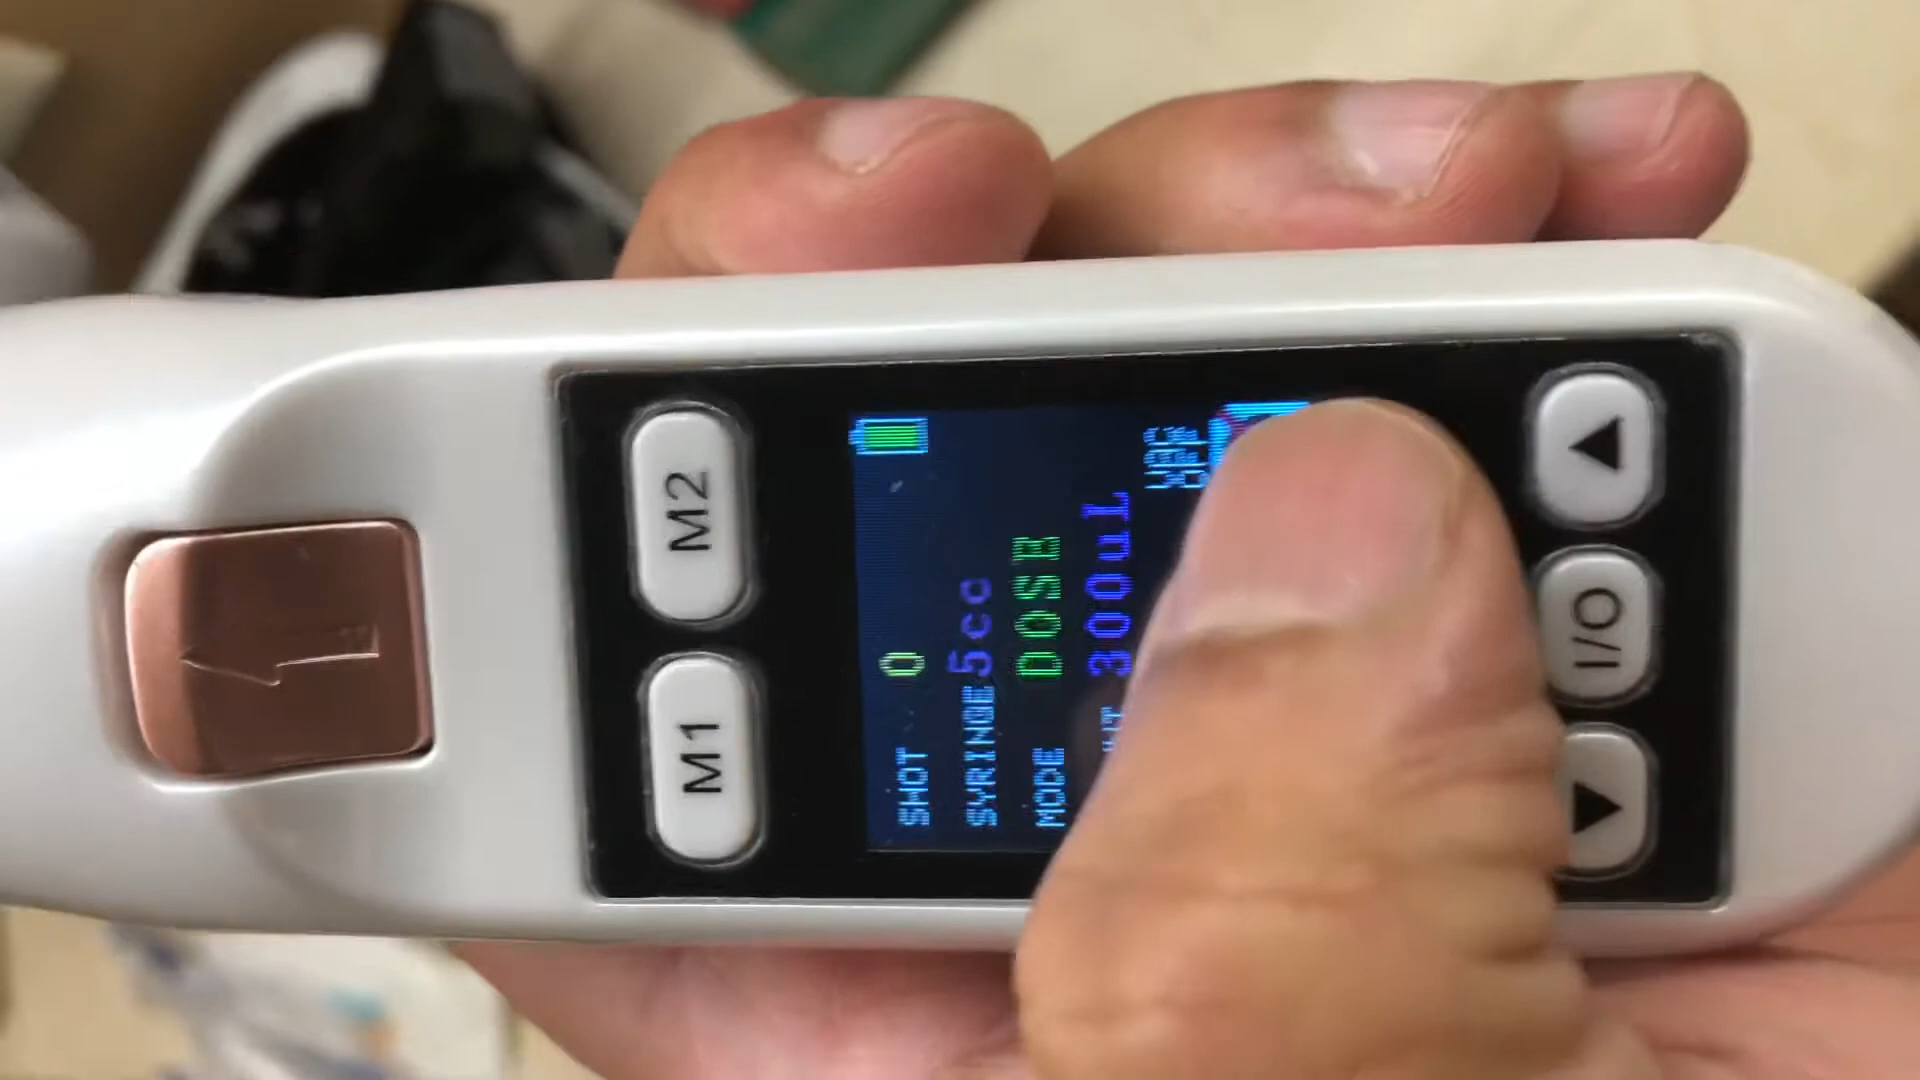 M1 M2
SHOT 0
SYRINGE 5cc
MODE DOSE
300uL
I/O